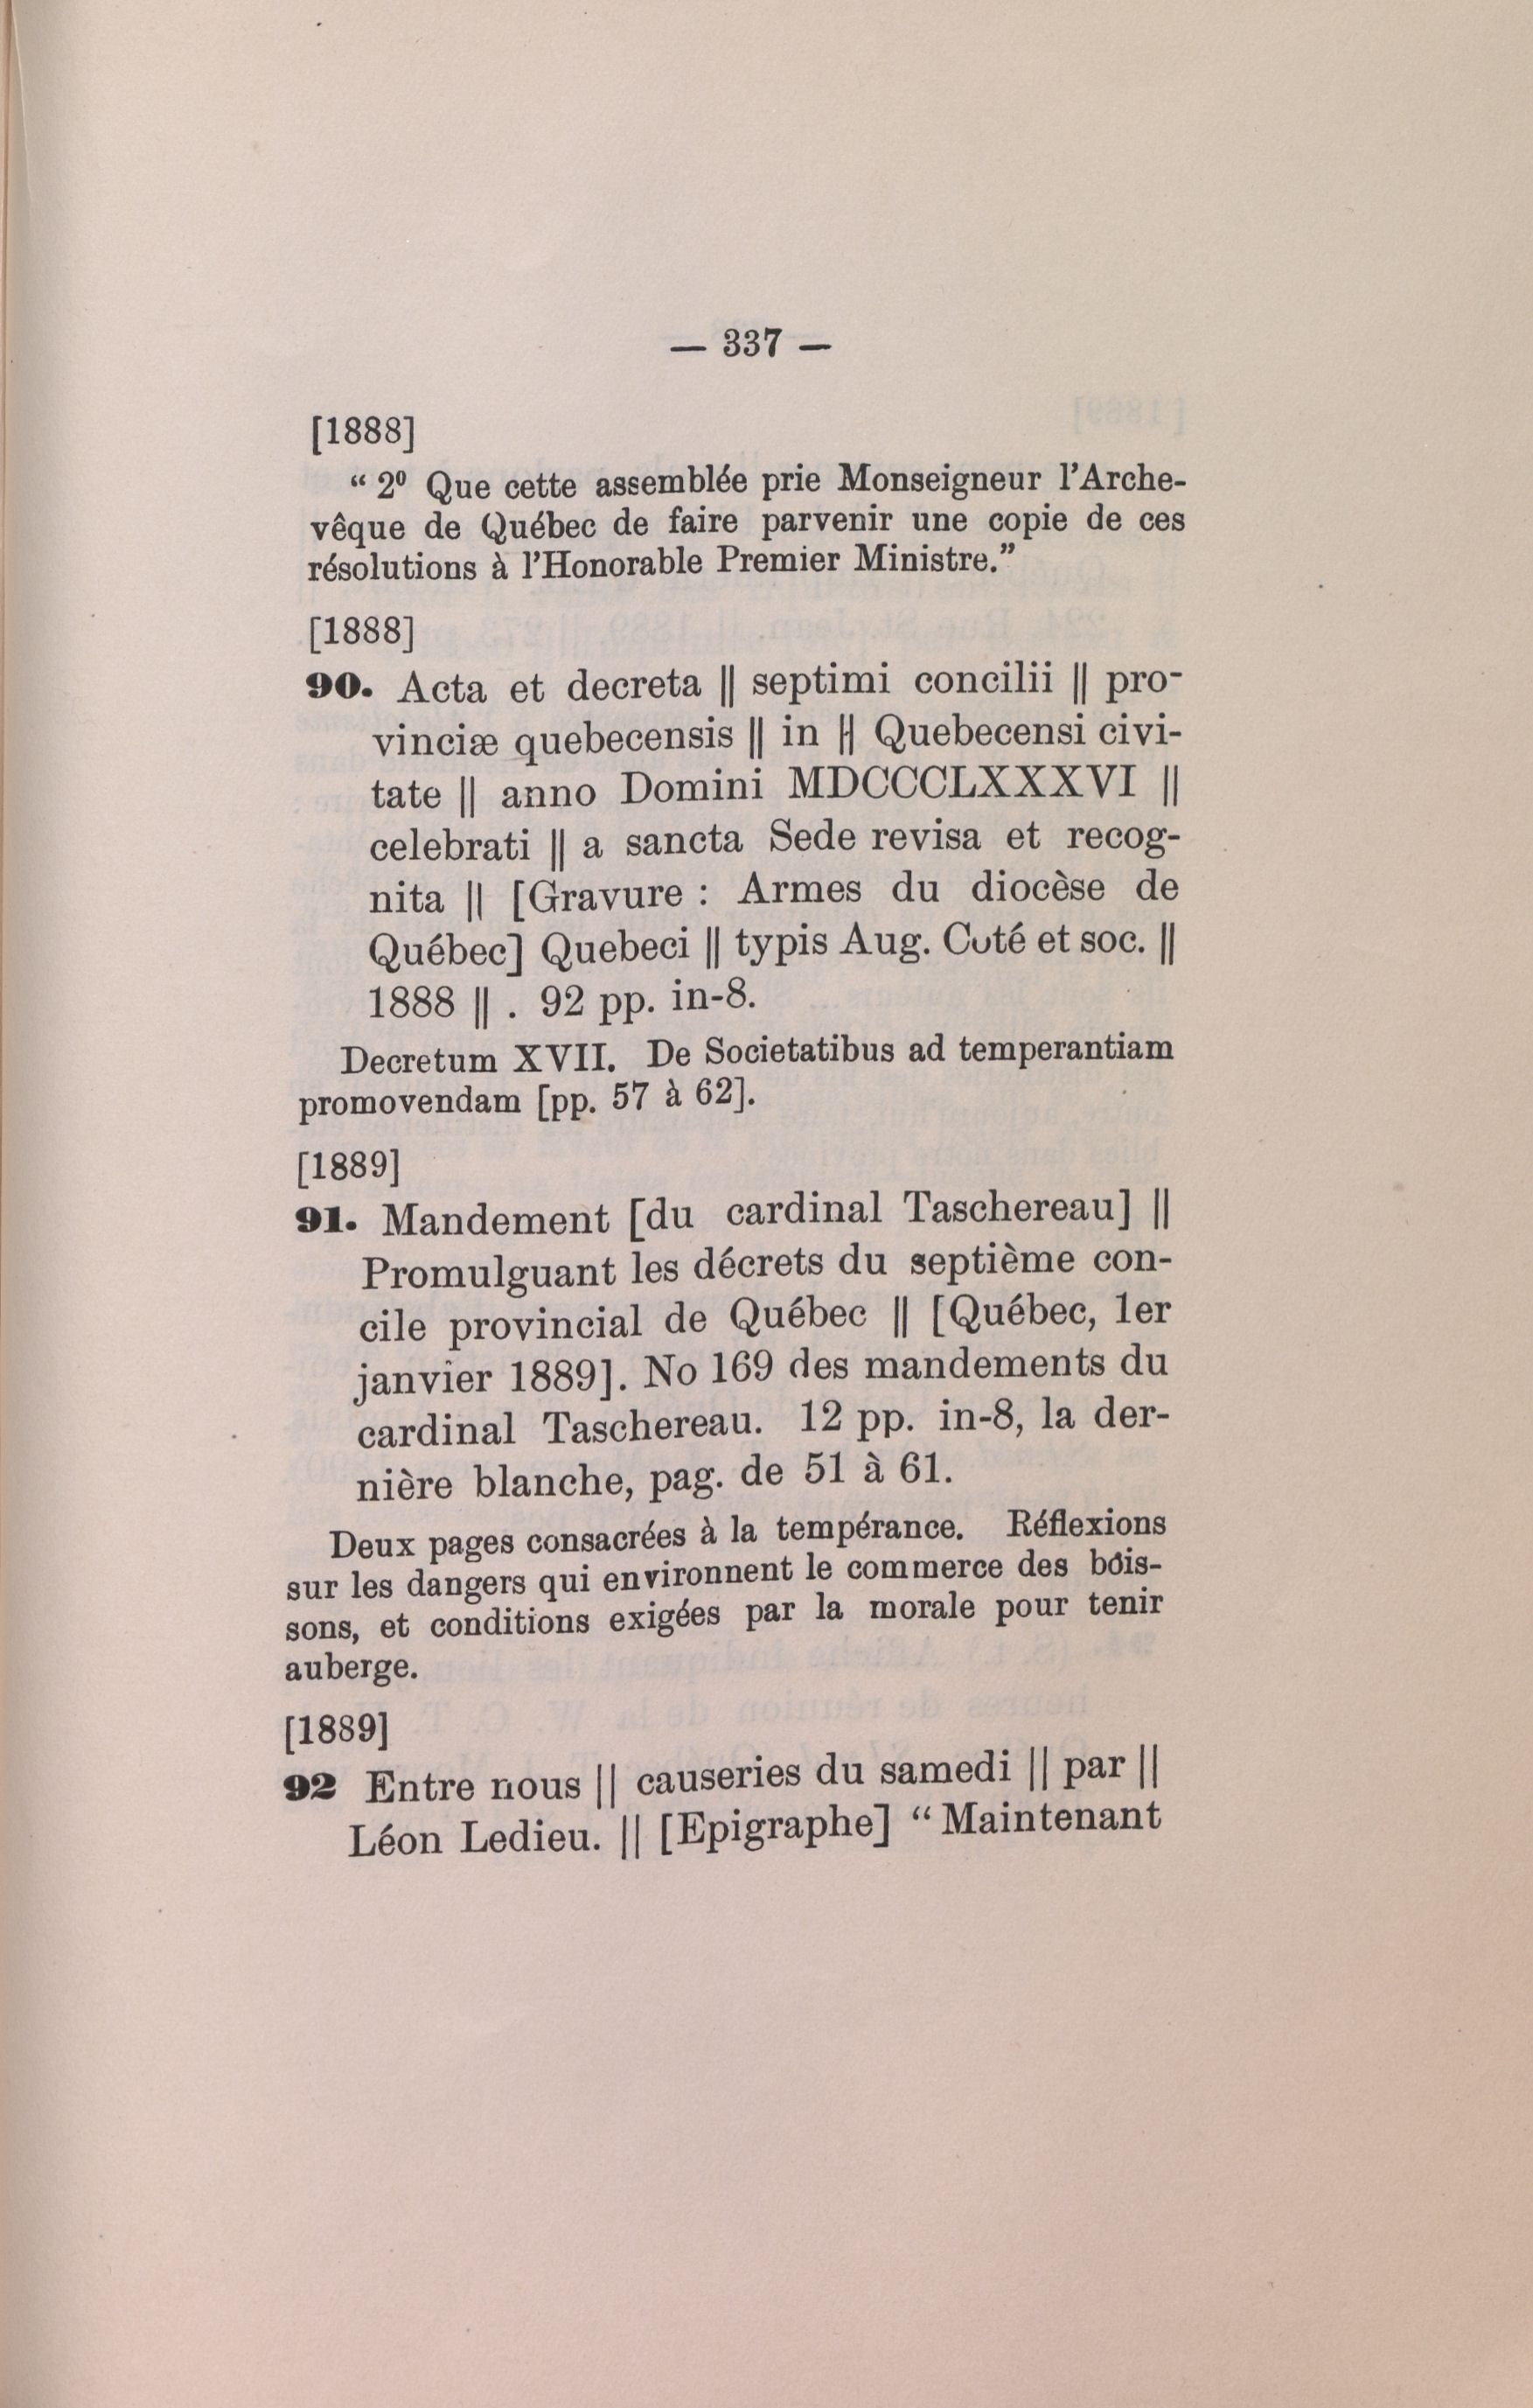 — 337 —
[1888]
“ 2º Que cette assemblée prie Monseigneur l’Arche-
vêque de Québec de faire parvenir une copie de ces
résolutions à l’Honorable Premier Ministre.”
[1888]
90. Acta et decreta || septimi concilii || pro-
vinciæ quebecensis || in || Quebecensi civi-
tate || anno Domini MDCCCLXXXVI ||
celebrati || a sancta Sede revisa et recog-
nita || [Gravure : Armes du diocèse de
Québec] Quebeci || typis Aug. Coté et soc. ||
1888 || . 92 pp. in-8.
Decretum XVII. De Societatibus ad temperantiam
promovendam [pp. 57 à 62].
[1889]
91. Mandement [du cardinal Taschereau] ||
Promulguant les décrets du septième con-
cile provincial de Québec || [Québec, 1er
janvier 1889]. No 169 des mandements du
cardinal Taschereau. 12 pp. in-8, la der-
nière blanche, pag. de 51 à 61.
Deux pages consacrées à la tempérance. Réflexions
sur les dangers qui environnent le commerce des bois-
sons, et conditions exigées par la morale pour tenir
auberge.
[1889]
92 Entre nous || causeries du samedi || par ||
Léon Ledieu. || [Epigraphe] “ Maintenant